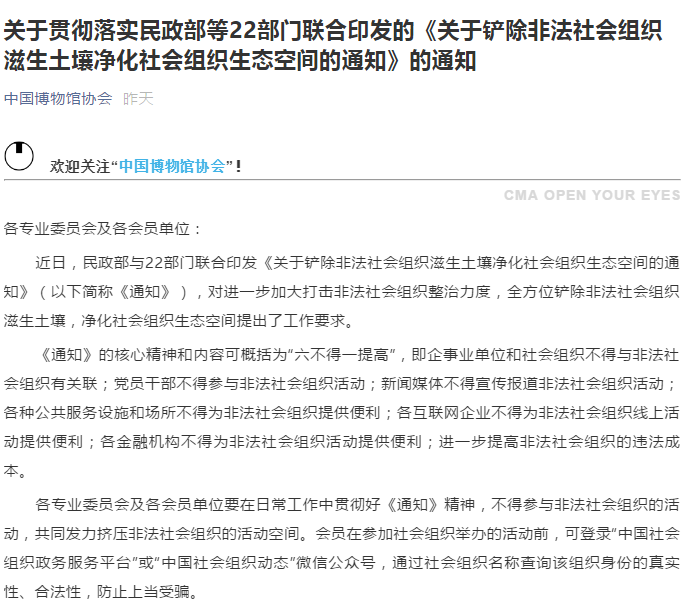 关于贯彻落实民政部等22部门联合印发的《关于铲除非法社会组织
滋生土壤净化社会组织生态空间的通知》的通知
中国博物馆协会 昨天
欢迎关注“中国博物馆协会”!
CMA OPEN YOUR EYES
各专业委员会及各会员单位：
近日，民政部与22部门联合印发《关于铲除非法社会组织滋生土壤净化社会组织生态空间的通
知》（以下简称《通知》），对进一步加大打击非法社会组织整治力度，全方位铲除非法社会组织
滋生土壤，净化社会组织生态空间提出了工作要求。
《通知》的核心精神和内容可概括为“六不得一提高”，即企事业单位和社会组织不得与非法社
会组织有关联；党员干部不得参与非法社会组织活动；新闻媒体不得宣传报道非法社会组织活动；
各种公共服务设施和场所不得为非法社会组织提供便利；各互联网企业不得为非法社会组织线上活
动提供便利；各金融机构不得为非法社会组织活动提供便利；进一步提高非法社会组织的违法成
本。
各专业委员会及各会员单位要在日常工作中贯彻好《通知》精神，不得参与非法社会组织的活
动，共同发力挤压非法社会组织的活动空间。会员在参加社会组织举办的活动前，可登录“中国社会
组织政务服务平台”或“中国社会组织动态”微信公众号，通过社会组织名称查询该组织身份的真实
性、合法性，防止上当受骗。